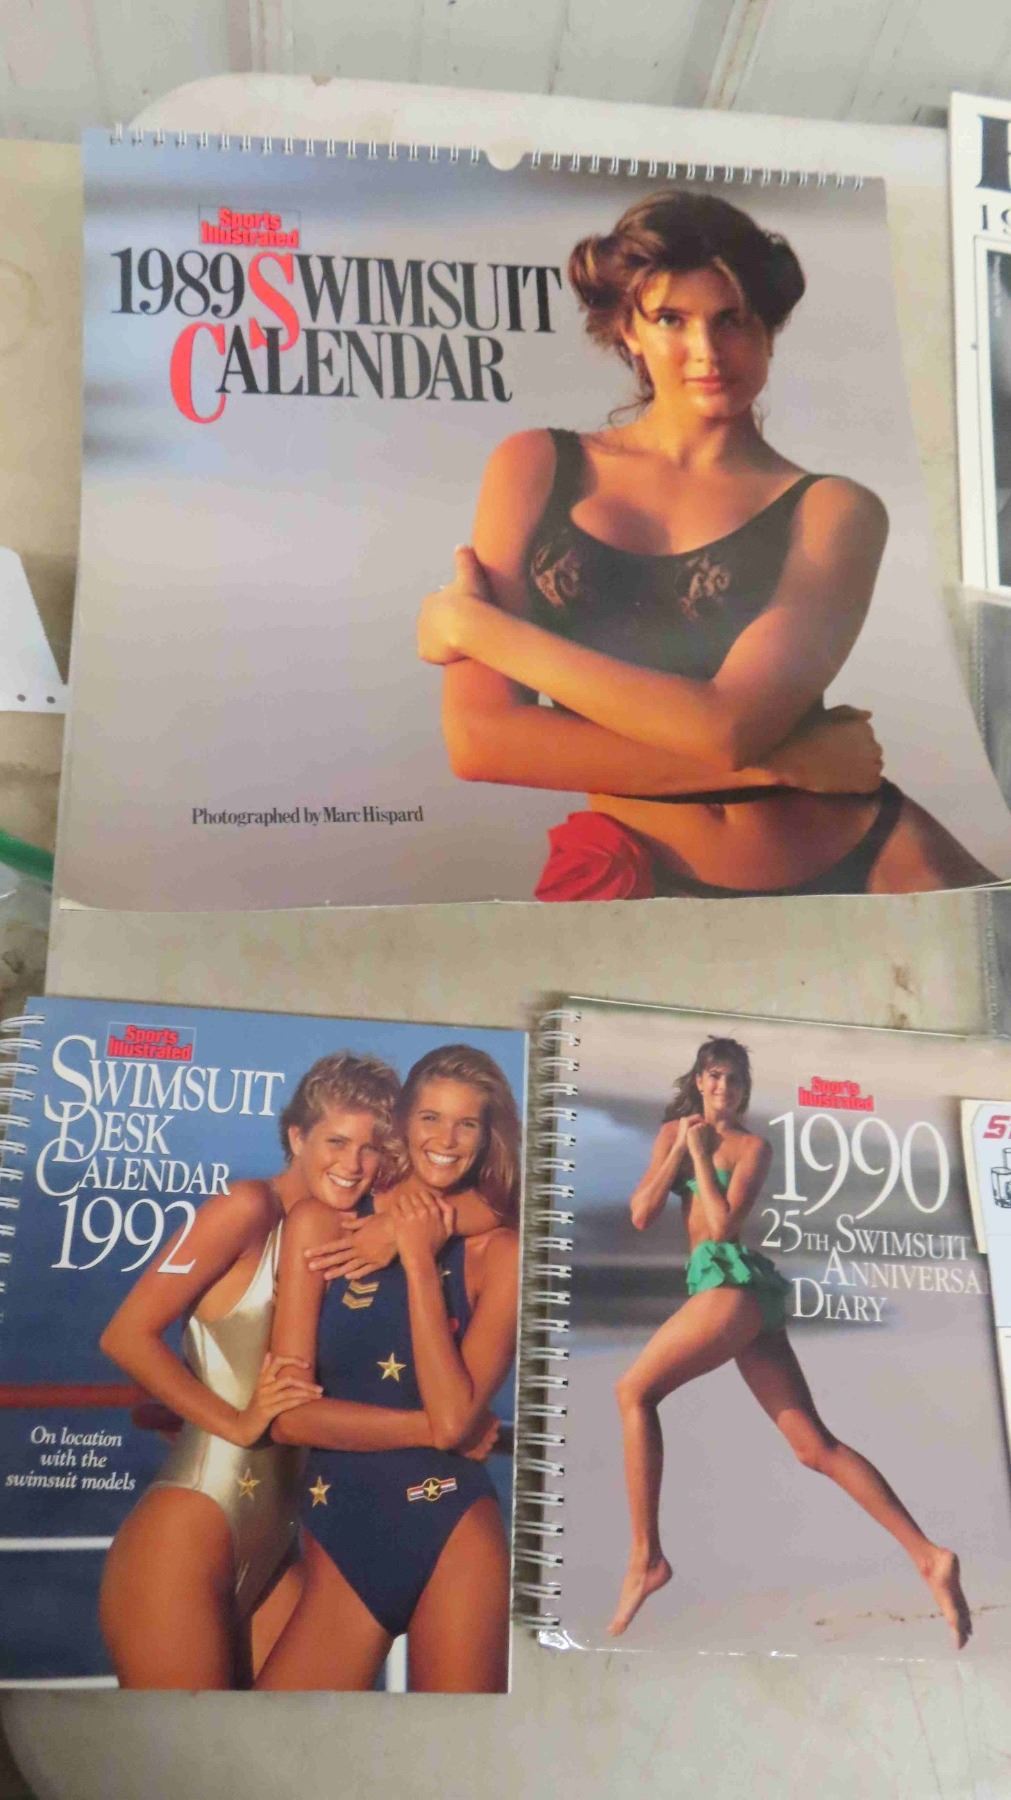 Sports
Illustrated
1989 SWIMSUIT
CALENDAR
Photographed by Marc Hispard
Sports
Illustrated
SWIMSUIT
DESK
CALENDAR
1992
On location
with the
swimsuit models
Sports
Illustrated
1990
25TH SWIMSUIT
ANNIVERSA
DIARY